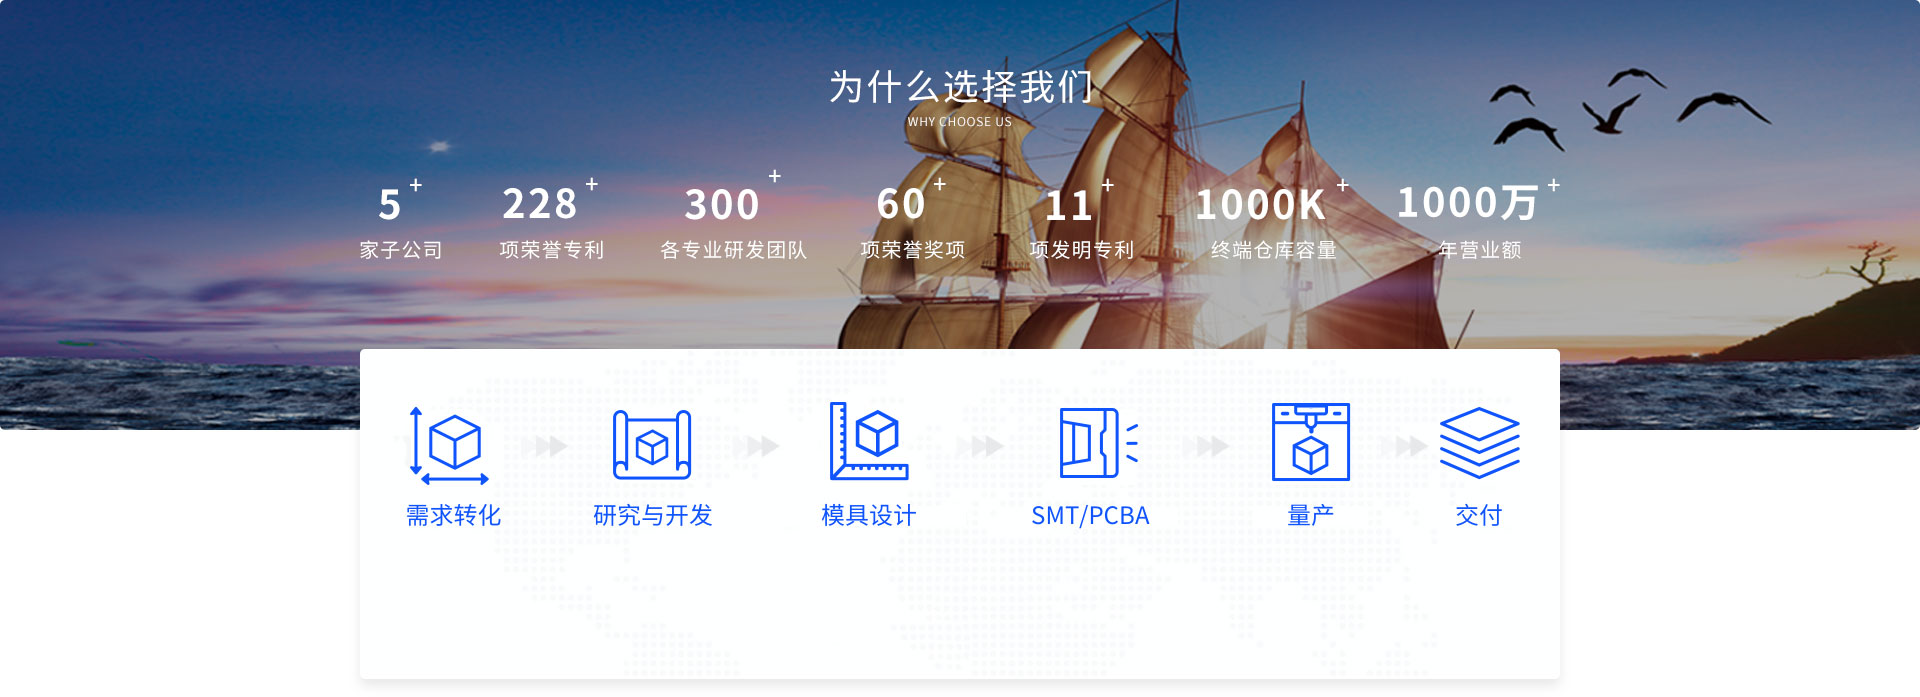 为什么选择我们
WHY CHOOSE US
5+ 228+ 300+ 60+ 11+ 1000K+ 1000万+
家子公司 项荣誉专利 各专业研发团队 项荣誉奖项 项发明专利 终端仓库容量 年营业额
需求转化 研究与开发 模具设计 SMT/PCBA 量产 交付